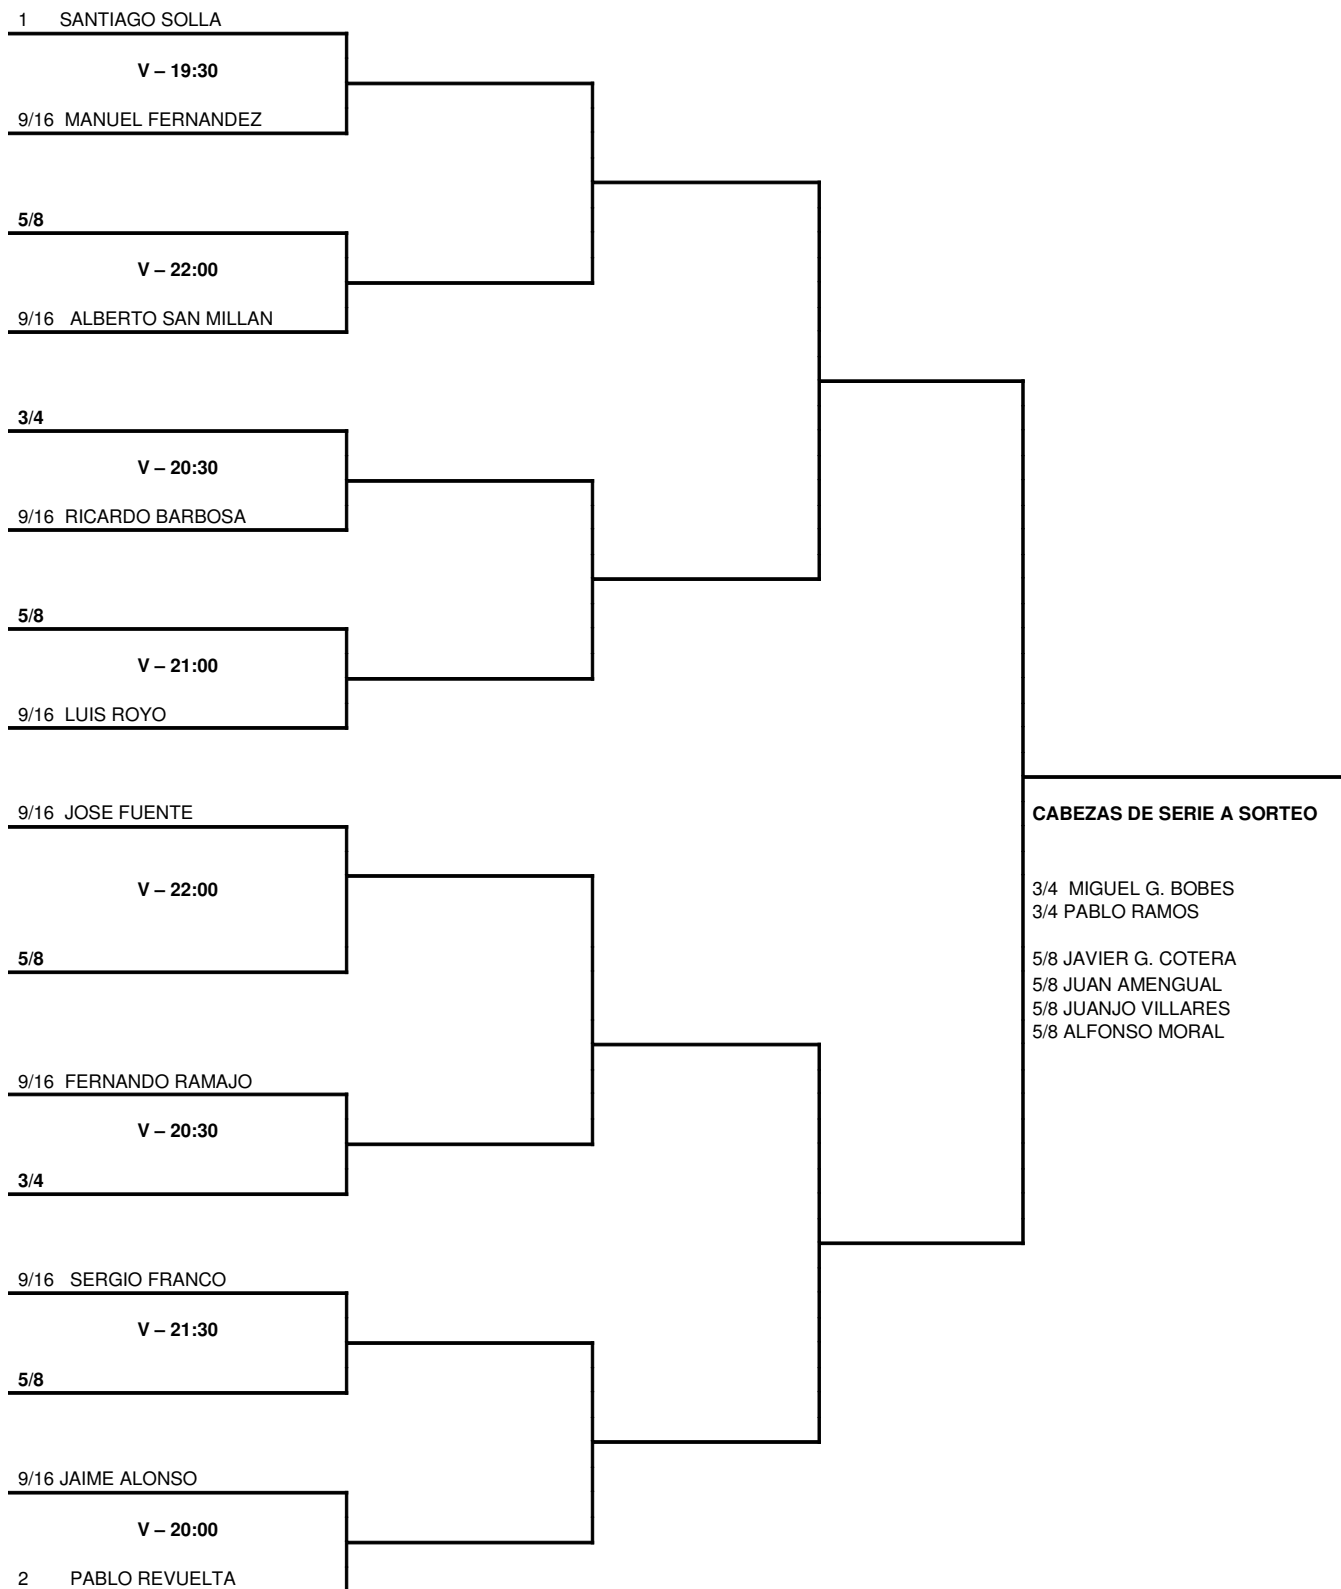 1 SANTIAGO SOLLA
V – 19:30
9/16 MANUEL FERNANDEZ
5/8
V – 22:00
9/16 ALBERTO SAN MILLAN
3/4
V – 20:30
9/16 RICARDO BARBOSA
5/8
V – 21:00
9/16 LUIS ROYO
9/16 JOSE FUENTE
V – 22:00
5/8
9/16 FERNANDO RAMAJO
V – 20:30
3/4
9/16 SERGIO FRANCO
V – 21:30
5/8
9/16 JAIME ALONSO
V – 20:00
2 PABLO REVUELTA
CABEZAS DE SERIE A SORTEO
3/4 MIGUEL G. BOBES
3/4 PABLO RAMOS
5/8 JAVIER G. COTERA
5/8 JUAN AMENGUAL
5/8 JUANJO VILLARES
5/8 ALFONSO MORAL